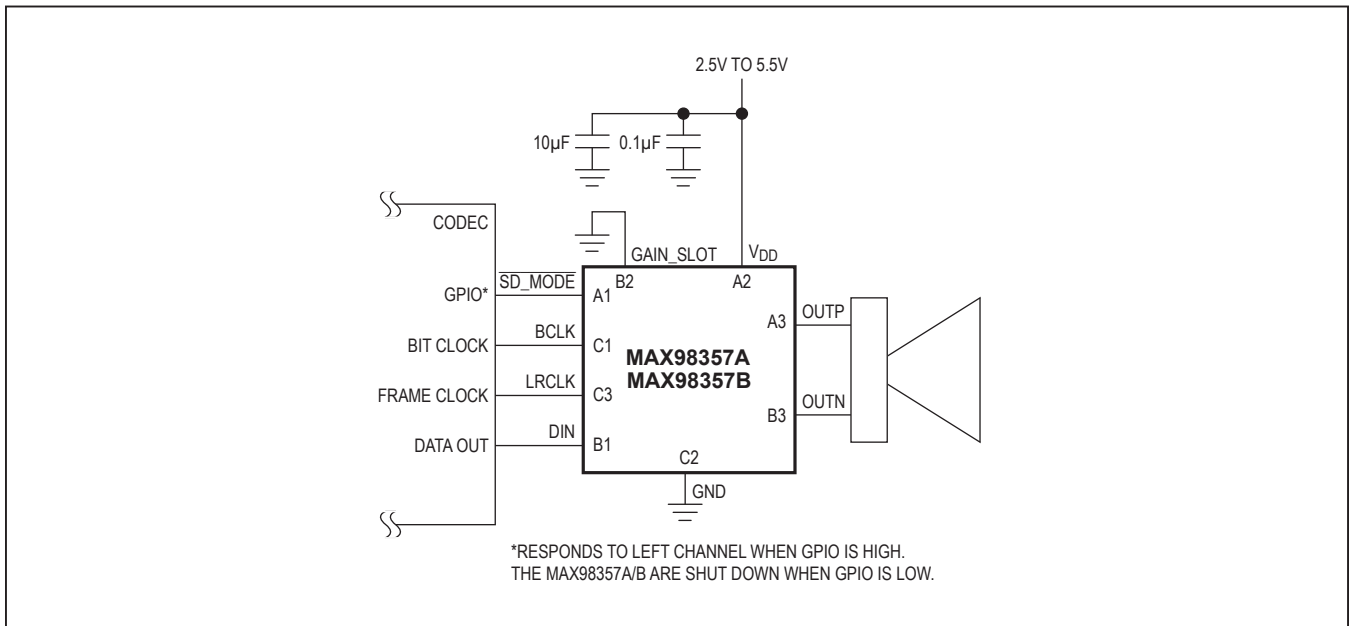 2.5V TO 5.5V
10µF
0.1µF
CODEC
GAIN_SLOT
VDD
B2
A2
GPIO*
SD_MODE
A1
A3
OUTP
BIT CLOCK
BCLK
C1
MAX98357A
MAX98357B
FRAME CLOCK
LRCLK
C3
B3
OUTN
DATA OUT
DIN
B1
C2
GND
*RESPONDS TO LEFT CHANNEL WHEN GPIO IS HIGH.
THE MAX98357A/B ARE SHUT DOWN WHEN GPIO IS LOW.